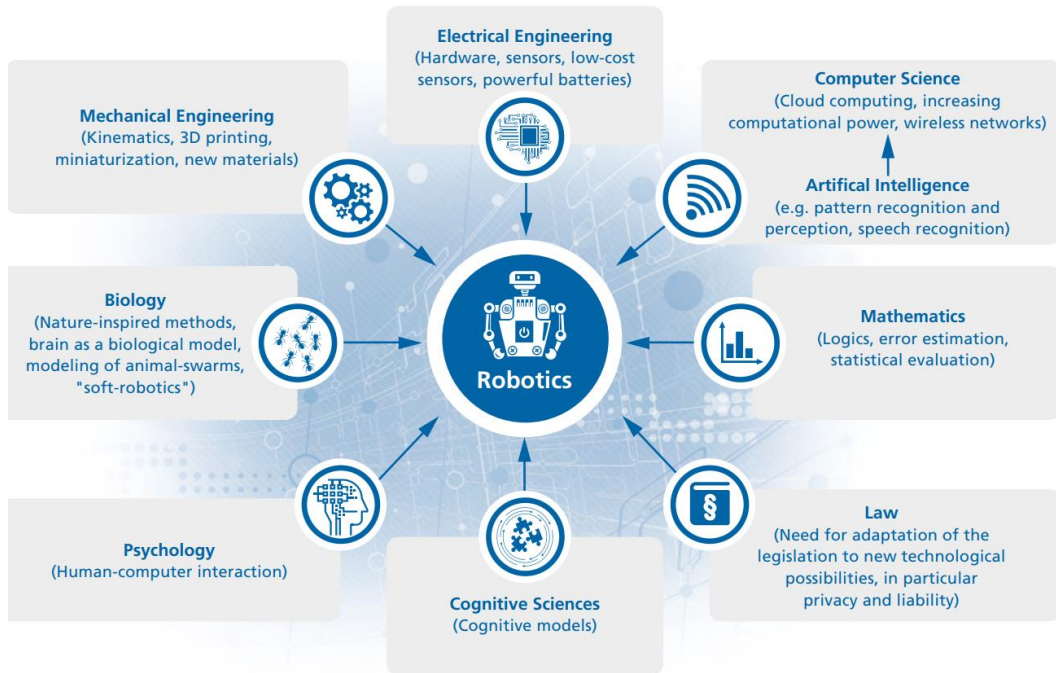 Electrical Engineering
(Hardware, sensors, low-cost
sensors, powerful batteries)
Mechanical Engineering
(Kinematics, 3D printing,
miniaturization, new materials)
Computer Science
(Cloud computing, increasing
computational power, wireless networks)
Artifical Intelligence
(e.g. pattern recognition and
perception, speech recognition)
Biology
(Nature-inspired methods,
brain as a biological model,
modeling of animal-swarms,
"soft-robotics")
Robotics
Mathematics
(Logics, error estimation,
statistical evaluation)
Psychology
(Human-computer interaction)
Cognitive Sciences
(Cognitive models)
§
Law
(Need for adaptation of the
legislation to new technological
possibilities, in particular
privacy and liability)